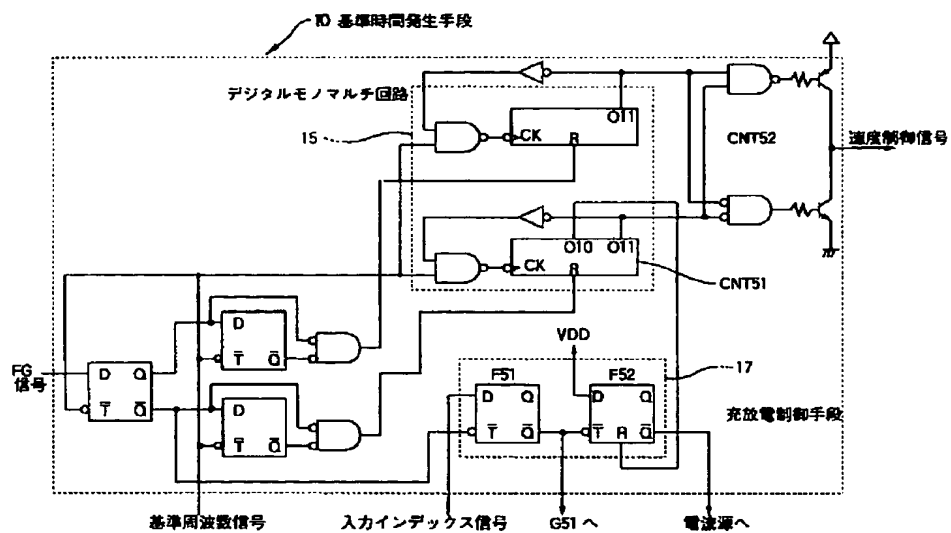 10 基準時間発生手段
デジタルモノマルチ回路
15
O11
CK
R
CNT52
速度制御信号
O10 O11
CK
R
CNT51
D
T Q
FG
信号
D Q
T Q
D
T Q
VDD
F51
D Q
T Q
F52
D Q
T R Q
17
充放電制御手段
基準周波数信号
入力インデックス信号
G51 へ
電流源へ